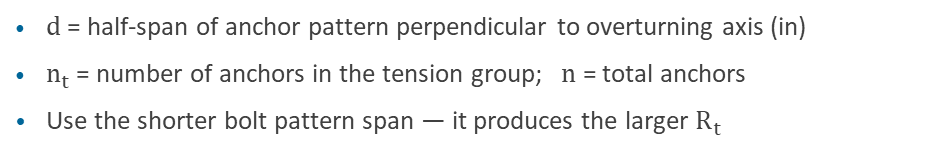 • d = half-span of anchor pattern perpendicular to overturning axis (in)
• nₜ = number of anchors in the tension group; n = total anchors
• Use the shorter bolt pattern span — it produces the larger Rₜ